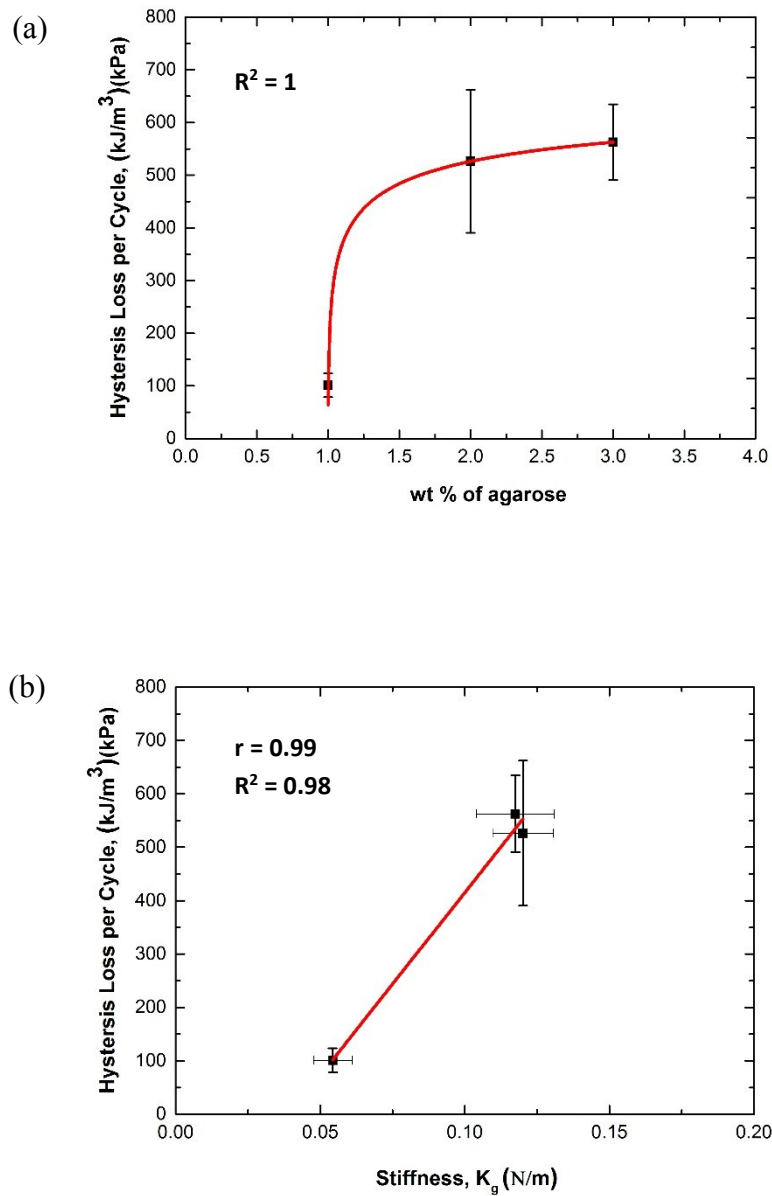 (a)
800
700
600
500
400
300
200
100
0
Hystersis Loss per Cycle, (kJ/m³)(kPa)
R² = 1
0.0 0.5 1.0 1.5 2.0 2.5 3.0 3.5 4.0
wt % of agarose
(b)
800
700
600
500
400
300
200
100
0
Hystersis Loss per Cycle, (kJ/m³)(kPa)
r = 0.99
R² = 0.98
0.00 0.05 0.10 0.15 0.20
Stiffness, K_g (N/m)